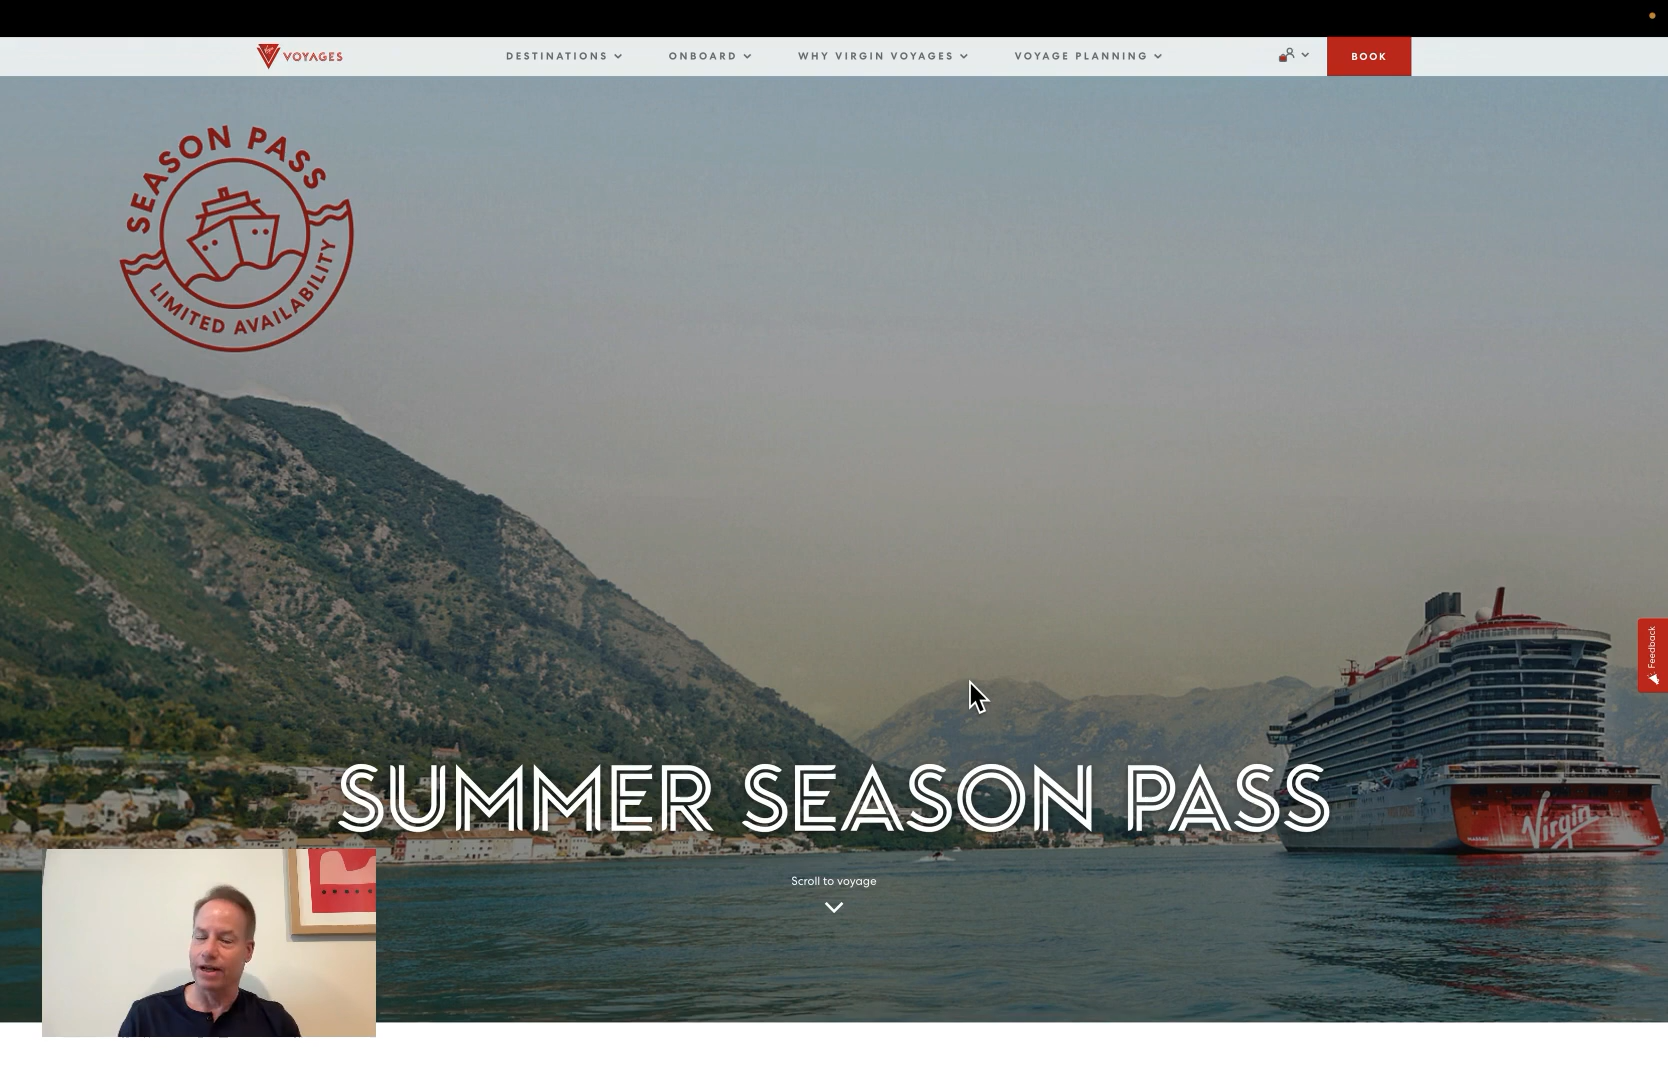 Virgin VOYAGES
DESTINATIONS
ONBOARD
WHY VIRGIN VOYAGES
VOYAGE PLANNING
BOOK
SEASON PASS
LIMITED AVAILABILITY
Feedback
Virgin
SUMMER SEASON PASS
Scroll to voyage